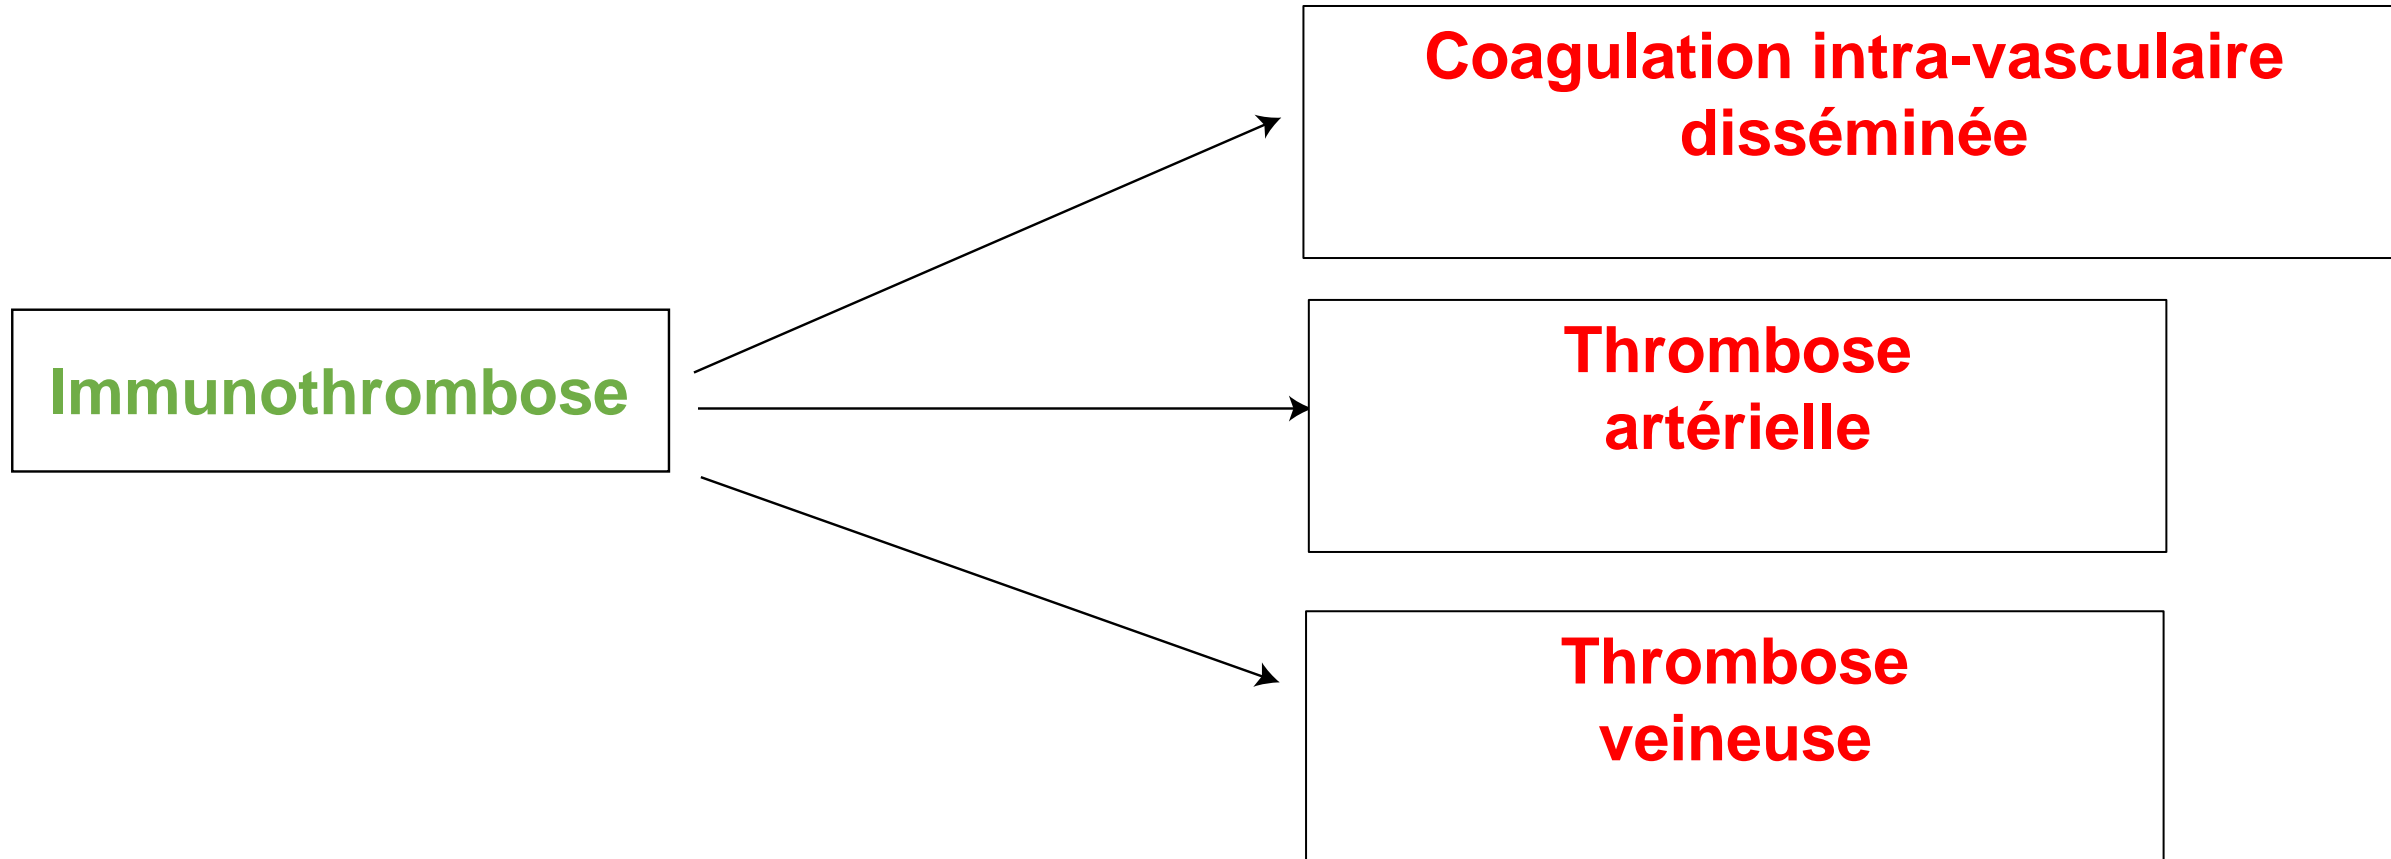 Coagulation intra-vasculaire
disséminée
Immunothrombose
Thrombose
artérielle
Thrombose
veineuse